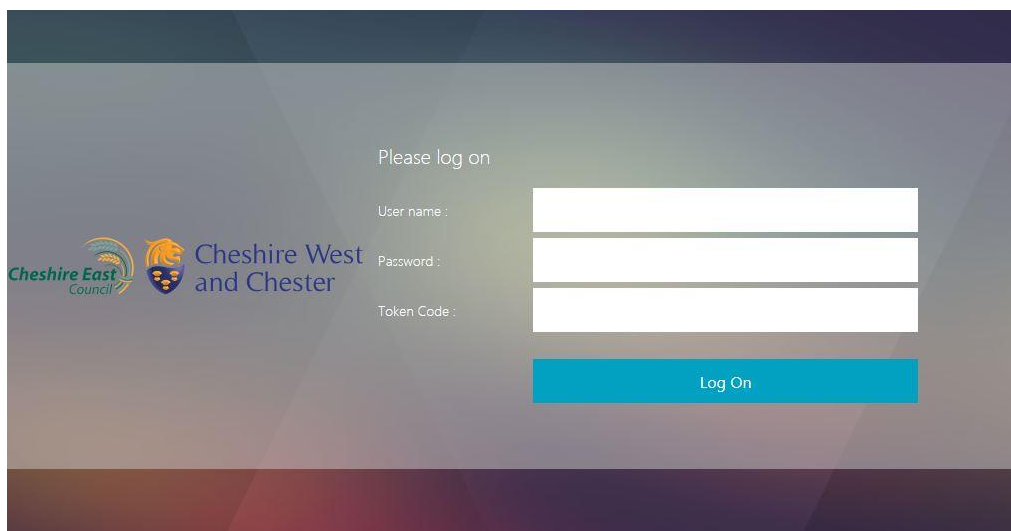 Please log on
User name :
Cheshire East
Council
Cheshire West
and Chester
Password :
Token Code :
Log On